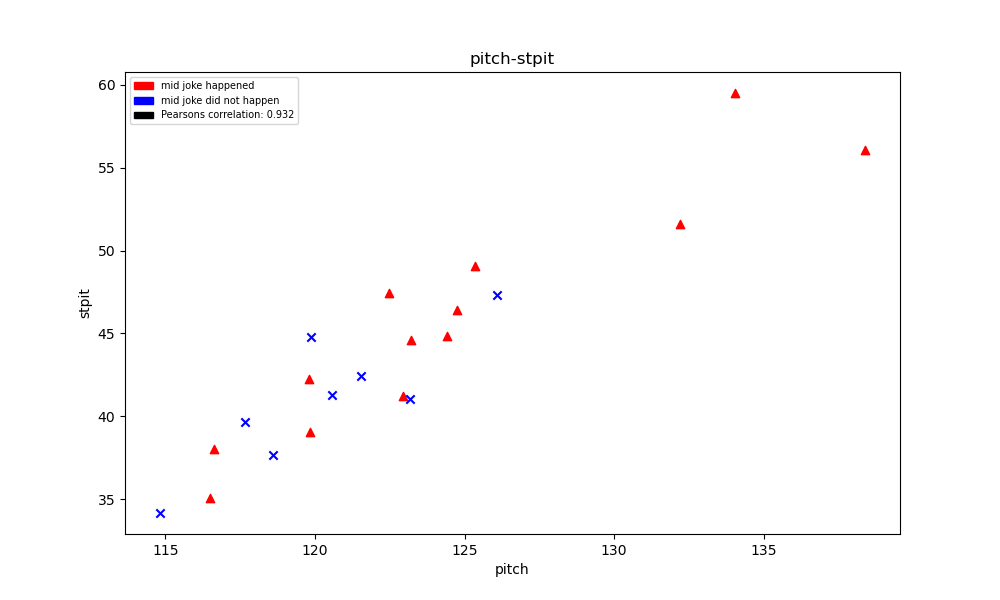 pitch-stpit
mid joke happened
mid joke did not happen
Pearsons correlation: 0.932
60
55
50
45
40
35
stpit
115 120 125 130 135
pitch